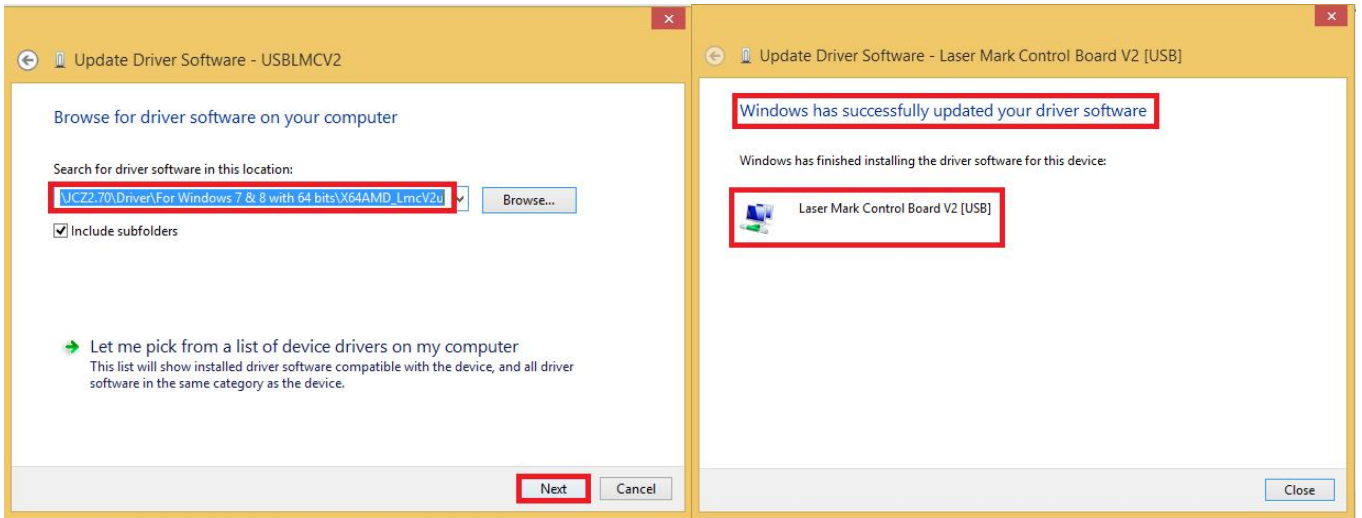 Update Driver Software - USBLMCV2
Browse for driver software on your computer
Search for driver software in this location:
\JCZ2.70\Driver\For Windows 7 & 8 with 64 bits\X64AMD_LmcV2u
Browse...
Include subfolders
Let me pick from a list of device drivers on my computer
This list will show installed driver software compatible with the device, and all driver
software in the same category as the device.
Next
Cancel
Update Driver Software - Laser Mark Control Board V2 [USB]
Windows has successfully updated your driver software
Windows has finished installing the driver software for this device:
Laser Mark Control Board V2 [USB]
Close